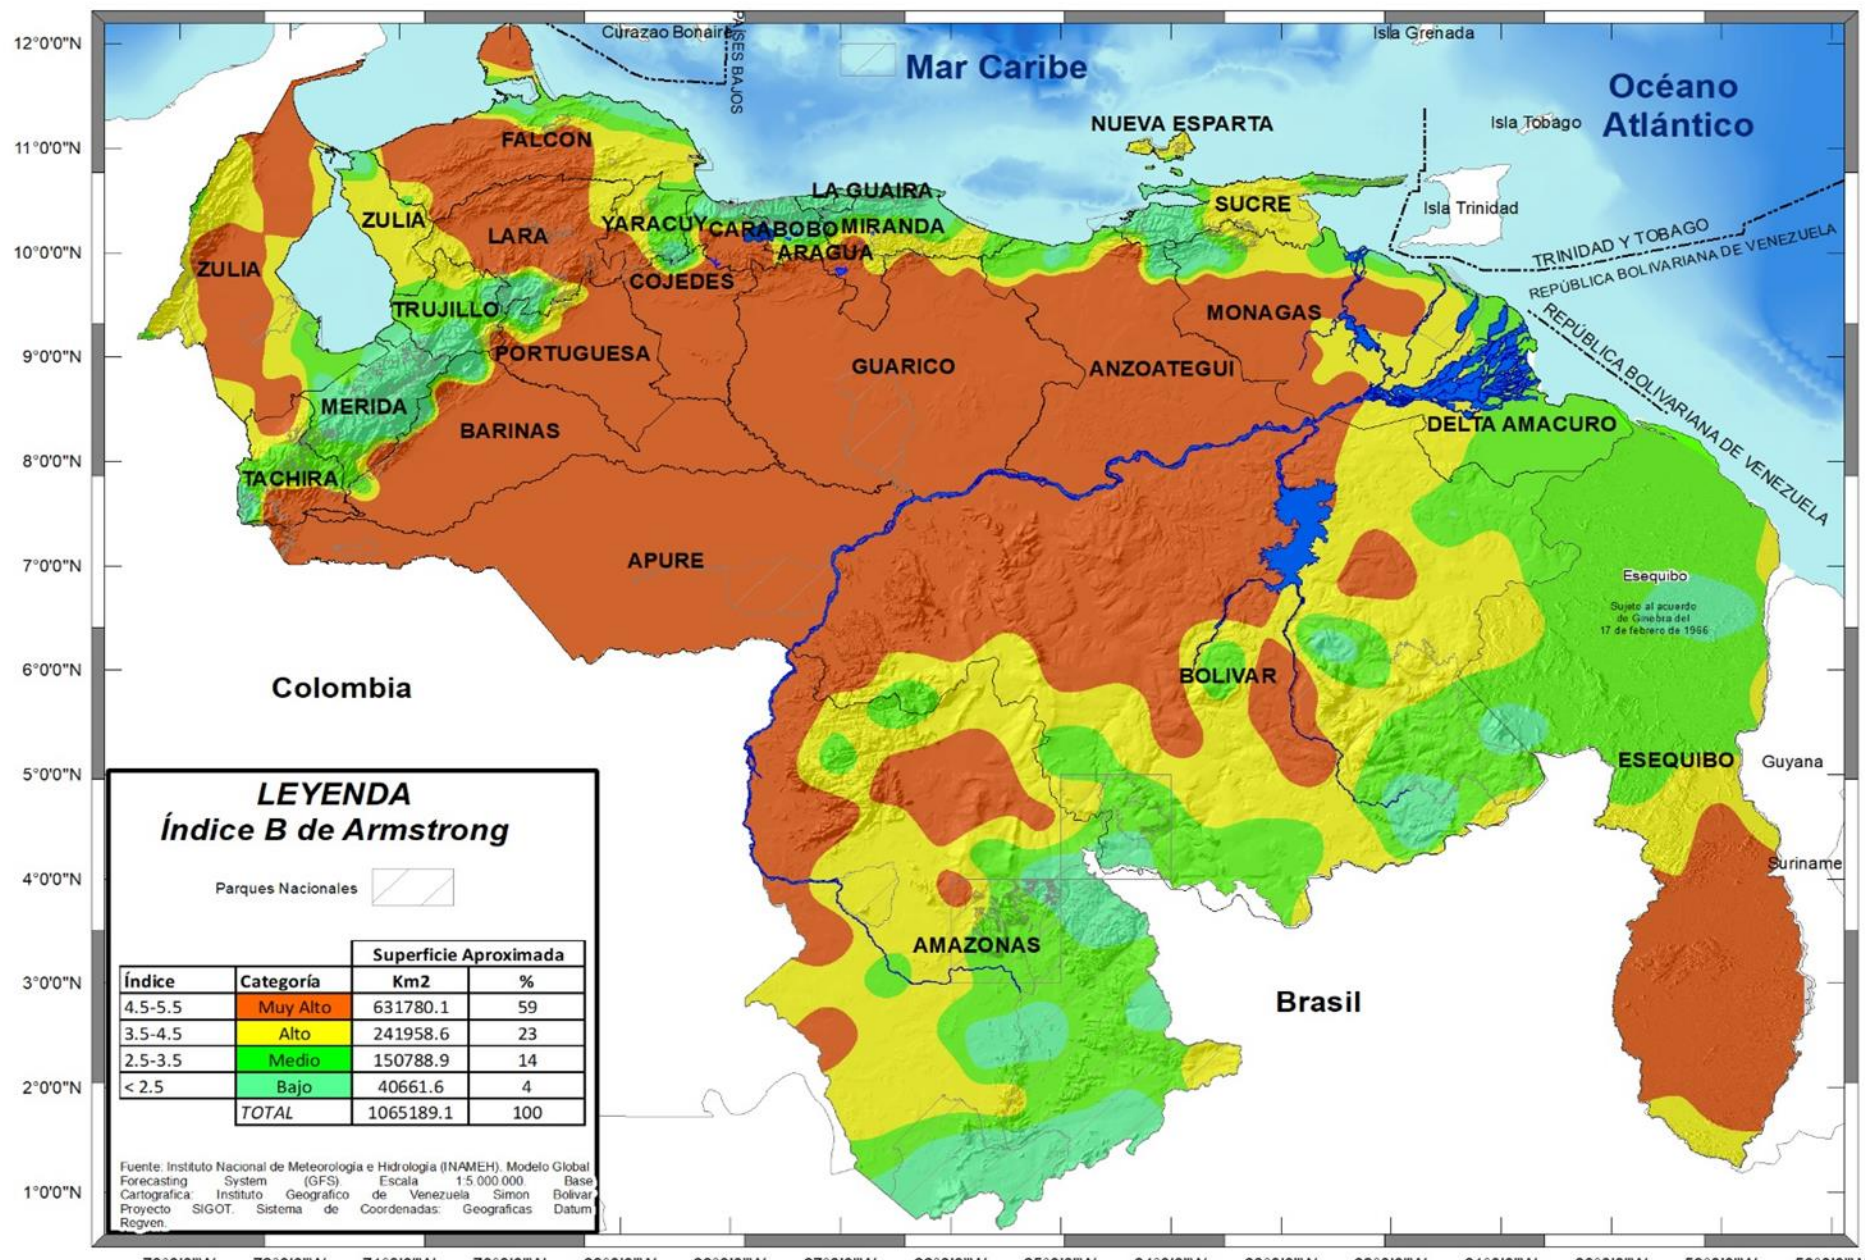 12°0'0"N
11°0'0"N
10°0'0"N
9°0'0"N
8°0'0"N
7°0'0"N
6°0'0"N
5°0'0"N
4°0'0"N
3°0'0"N
2°0'0"N
1°0'0"N
Curazao Bonaire
PAISES BAJOS
Mar Caribe
Isla Grenada
Océano
Atlántico
Isla Tobago
NUEVA ESPARTA
FALCON
LA GUAIRA
SUCRE
Isla Trinidad
ZULIA
YARACUY
CARABOBO
MIRANDA
LARA
ARAGUA
TRINIDAD Y TOBAGO
REPÚBLICA BOLIVARIANA DE VENEZUELA
ZULIA
COJEDES
TRUJILLO
MONAGAS
REPÚBLICA BOLIVARIANA DE VENEZUELA
PORTUGUESA
GUARICO
ANZOATEGUI
MERIDA
BARINAS
DELTA AMACURO
TACHIRA
APURE
Esequibo
Sujeto al acuerdo
de Ginebra del
17 de febrero de 1966
Colombia
BOLIVAR
ESEQUIBO
Guyana
Suriname
AMAZONAS
Brasil
LEYENDA
Índice B de Armstrong
Parques Nacionales
Superficie Aproximada
Índice Categoría Km2 %
4.5-5.5 Muy Alto 631780.1 59
3.5-4.5 Alto 241958.6 23
2.5-3.5 Medio 150788.9 14
< 2.5 Bajo 40661.6 4
TOTAL 1065189.1 100
Fuente: Instituto Nacional de Meteorologia e Hidrologia (INAMEH). Modelo Global
Forecasting System (GFS). Escala 1:5.000.000. Base
Cartografica: Instituto Geografico de Venezuela Simon Bolivar
Proyecto SIGOT. Sistema de Coordenadas: Geograficas Datum
Regven.